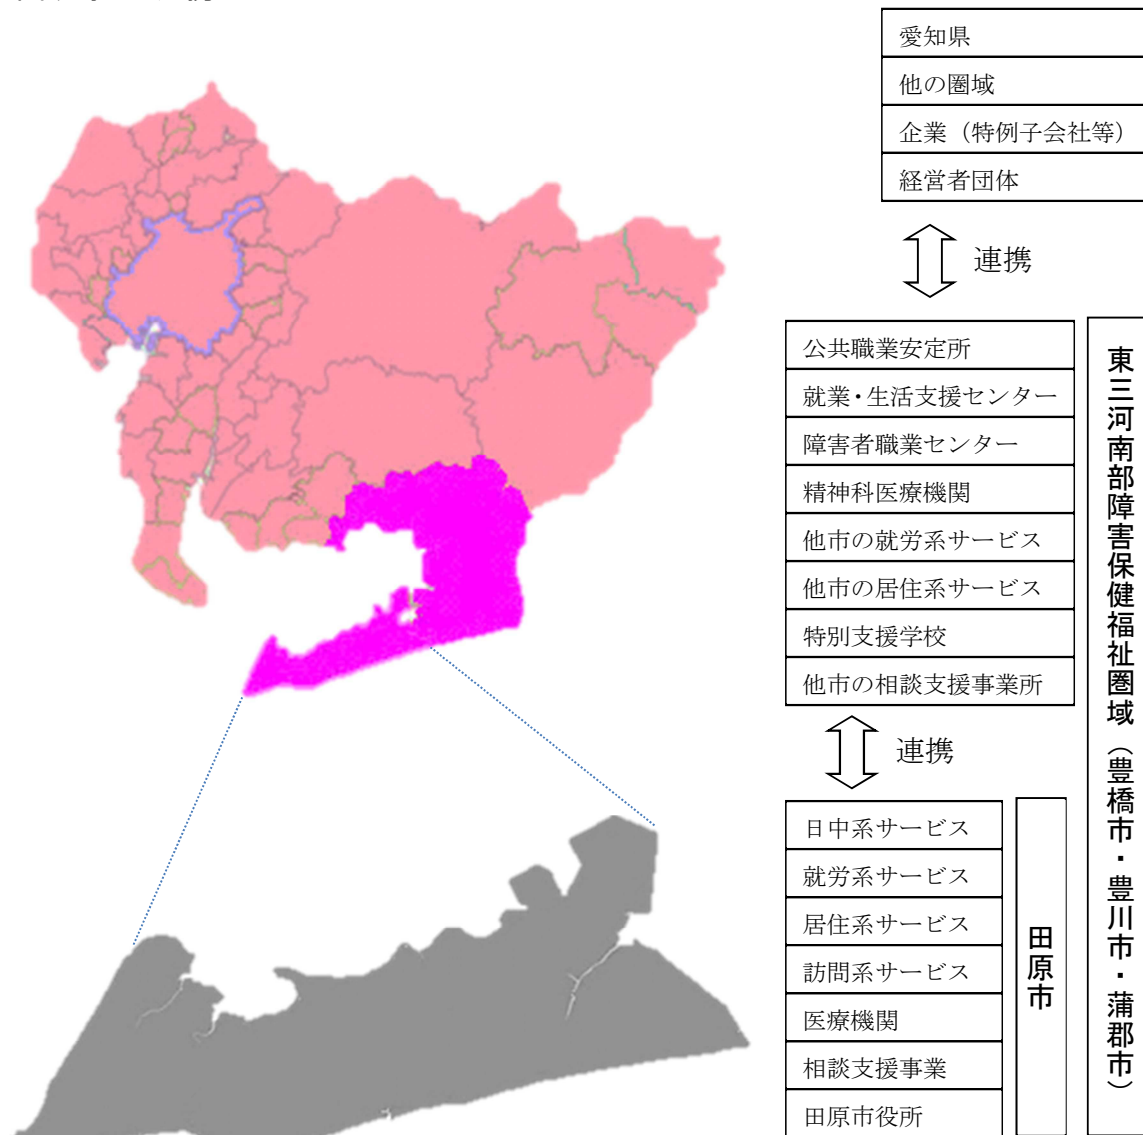 愛知県
他の圏域
企業（特例子会社等）
経営者団体
連携
公共職業安定所
就業・生活支援センター
障害者職業センター
精神科医療機関
他市の就労系サービス
他市の居住系サービス
特別支援学校
他市の相談支援事業所
東三河南部障害保健福祉圏域（豊橋市・豊川市・蒲郡市）
連携
日中系サービス
就労系サービス
居住系サービス
訪問系サービス
医療機関
相談支援事業
田原市役所
田原市